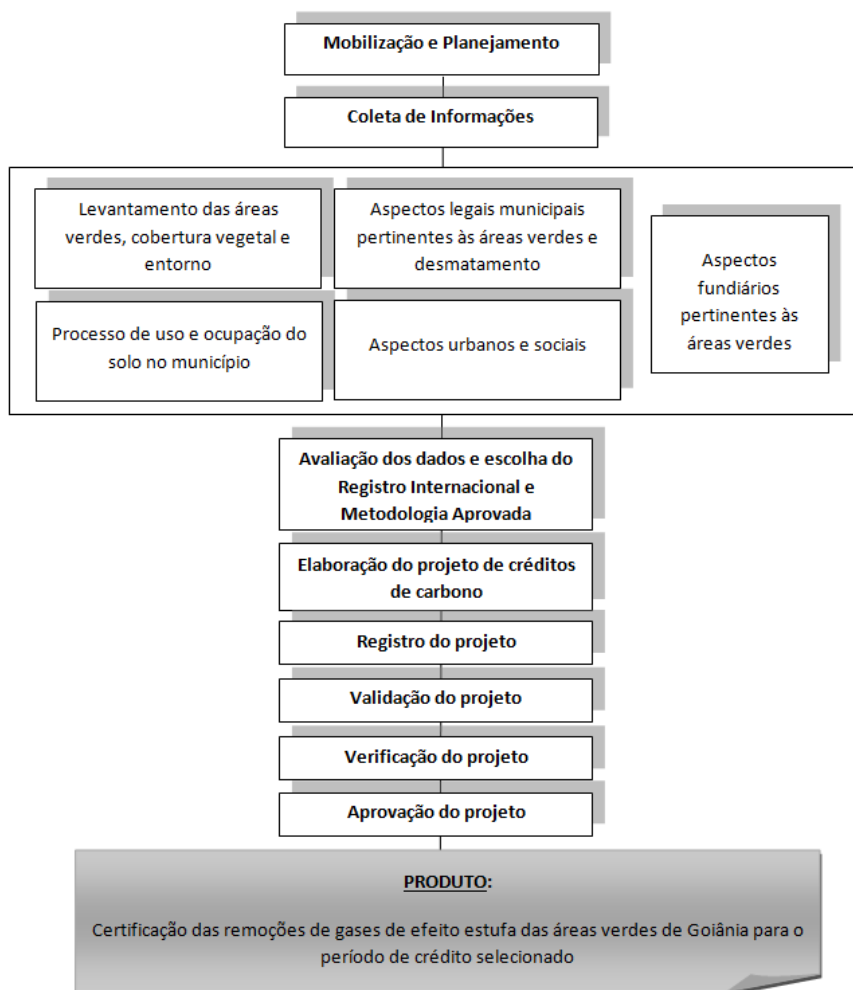 Mobilização e Planejamento
Coleta de Informações
Levantamento das áreas
verdes, cobertura vegetal e
entorno
Aspectos legais municipais
pertinentes às áreas verdes e
desmatamento
Aspectos
fundiários
pertinentes às
áreas verdes
Processo de uso e ocupação do
solo no município
Aspectos urbanos e sociais
Avaliação dos dados e escolha do
Registro Internacional e
Metodologia Aprovada
Elaboração do projeto de créditos
de carbono
Registro do projeto
Validação do projeto
Verificação do projeto
Aprovação do projeto
PRODUTO:
Certificação das remoções de gases de efeito estufa das áreas verdes de Goiânia para o
período de crédito selecionado